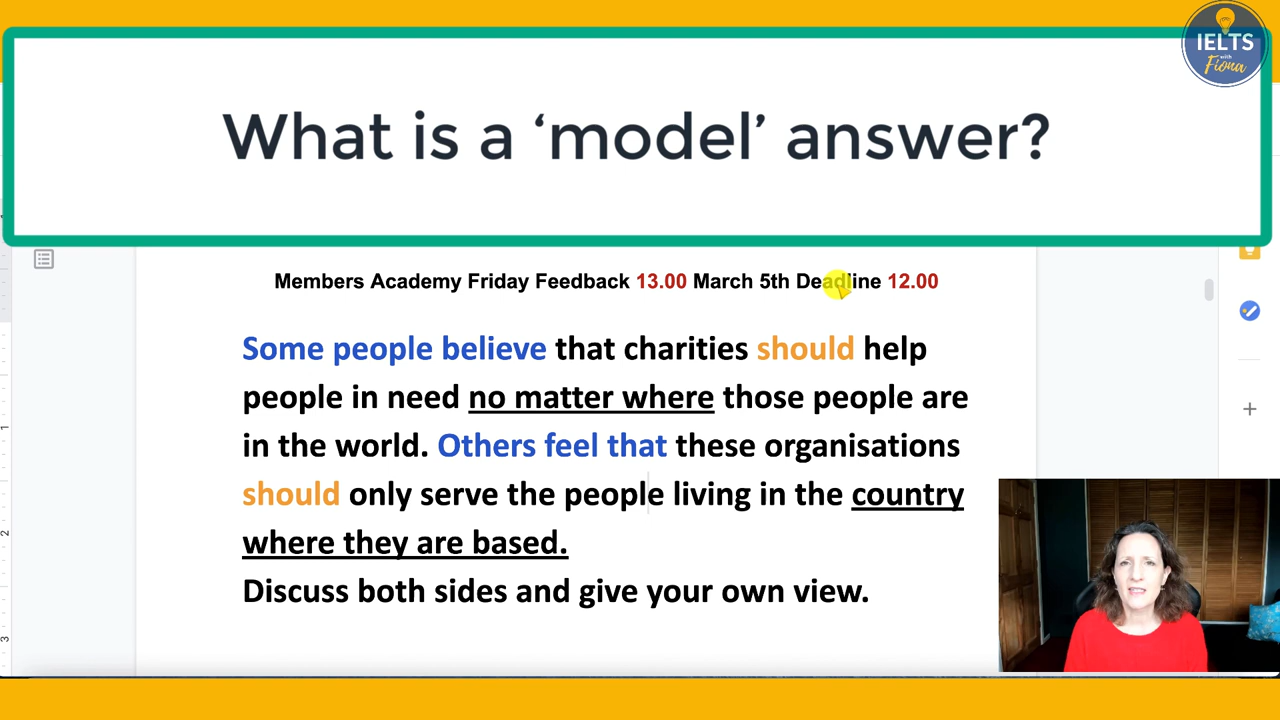 IELTS
with
Fiona
What is a ‘model’ answer?
Members Academy Friday Feedback 13.00 March 5th Deadline 12.00
Some people believe that charities should help
people in need no matter where those people are
in the world. Others feel that these organisations
should only serve the people living in the country
where they are based.
Discuss both sides and give your own view.
1
2
3